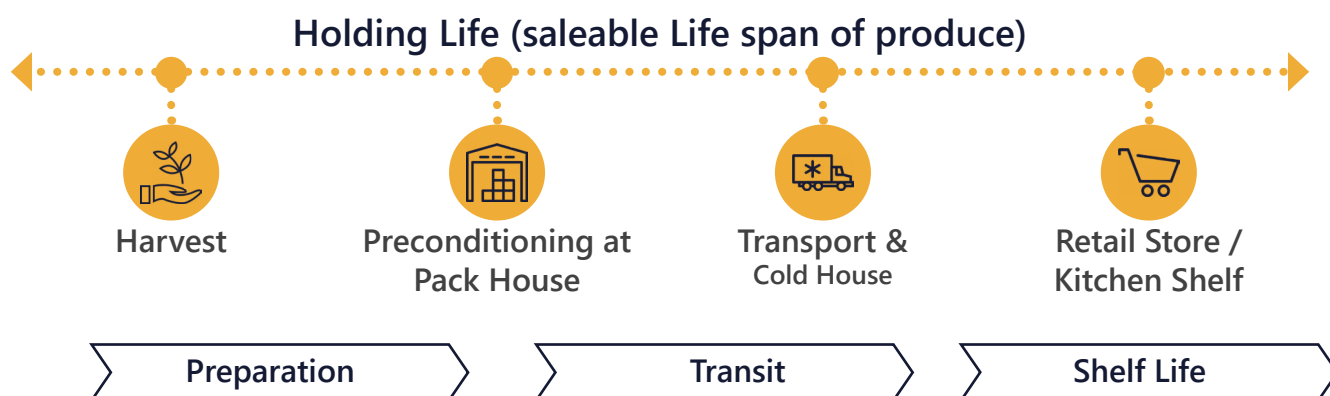 Holding Life (saleable Life span of produce)
Harvest
Preconditioning at
Pack House
Transport &
Cold House
Retail Store /
Kitchen Shelf
Preparation
Transit
Shelf Life